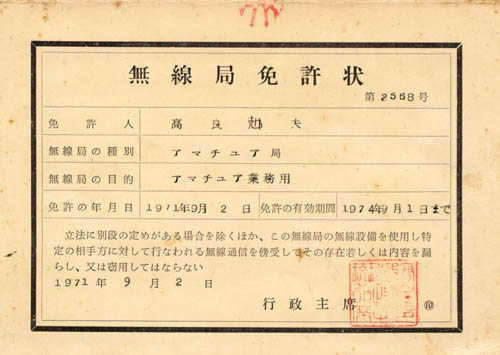 無線局免許状
第2568号
免許人 高良 夫
無線局の種別 アマチュア局
無線局の目的 アマチュア業務用
免許の年月日 1971年9月2日 免許の有効期間 1974年9月1日まで
立法に別段の定めがある場合を除くほか、この無線局の無線設備を使用し特
定の相手方に対して行なわれる無線通信を傍受してその存在若しくは内容を漏
らし、又は窃用してはならない
1971年9月2日
行政主席 ㊞